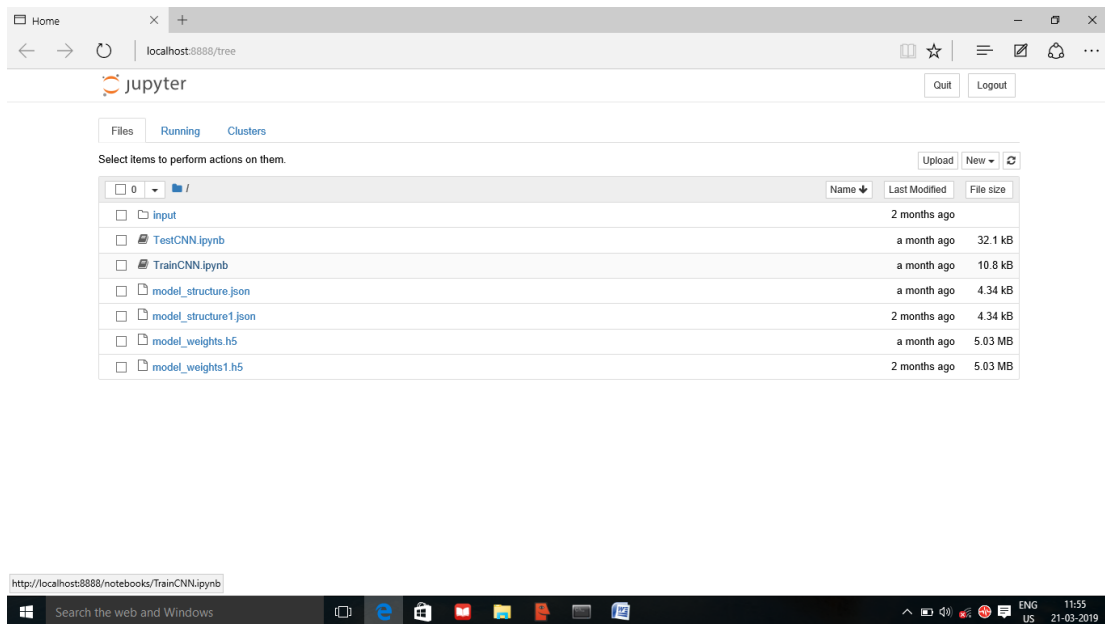 Home
localhost:8888/tree
jupyter
Quit Logout
Files Running Clusters
Select items to perform actions on them.
Upload New
0 /
Name Last Modified File size
input 2 months ago
TestCNN.ipynb a month ago 32.1 kB
TrainCNN.ipynb a month ago 10.8 kB
model_structure.json a month ago 4.34 kB
model_structure1.json 2 months ago 4.34 kB
model_weights.h5 a month ago 5.03 MB
model_weights1.h5 2 months ago 5.03 MB
http://localhost:8888/notebooks/TrainCNN.ipynb
Search the web and Windows
ENG 11:55
US 21-03-2019